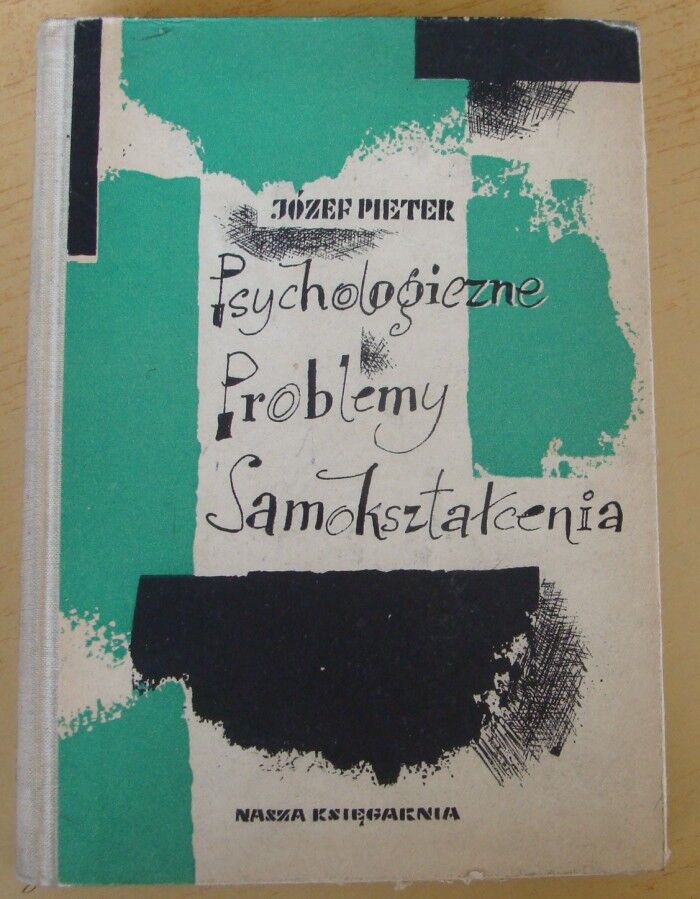 JÓZEF PIETER
Psychologiczne
Problemy
Samokształcenia
NASZA KSIĘGARNIA